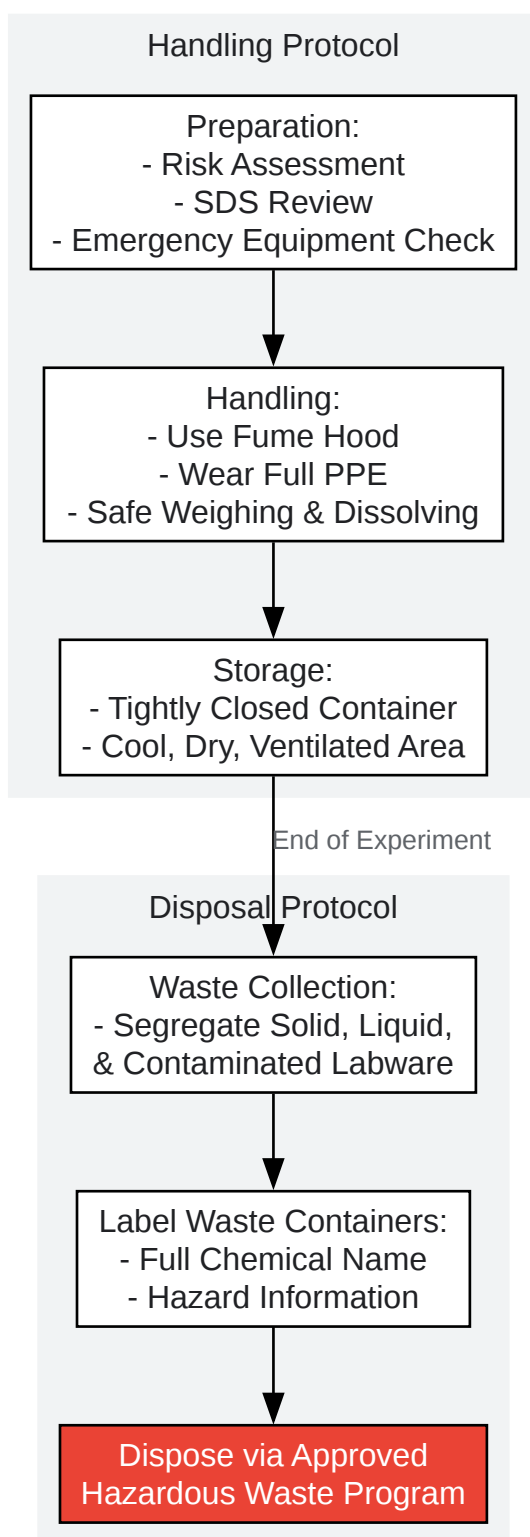 Handling Protocol
Preparation:
- Risk Assessment
- SDS Review
- Emergency Equipment Check
Handling:
- Use Fume Hood
- Wear Full PPE
- Safe Weighing & Dissolving
Storage:
- Tightly Closed Container
- Cool, Dry, Ventilated Area
End of Experiment
Disposal Protocol
Waste Collection:
- Segregate Solid, Liquid,
& Contaminated Labware
Label Waste Containers:
- Full Chemical Name
- Hazard Information
Dispose via Approved
Hazardous Waste Program